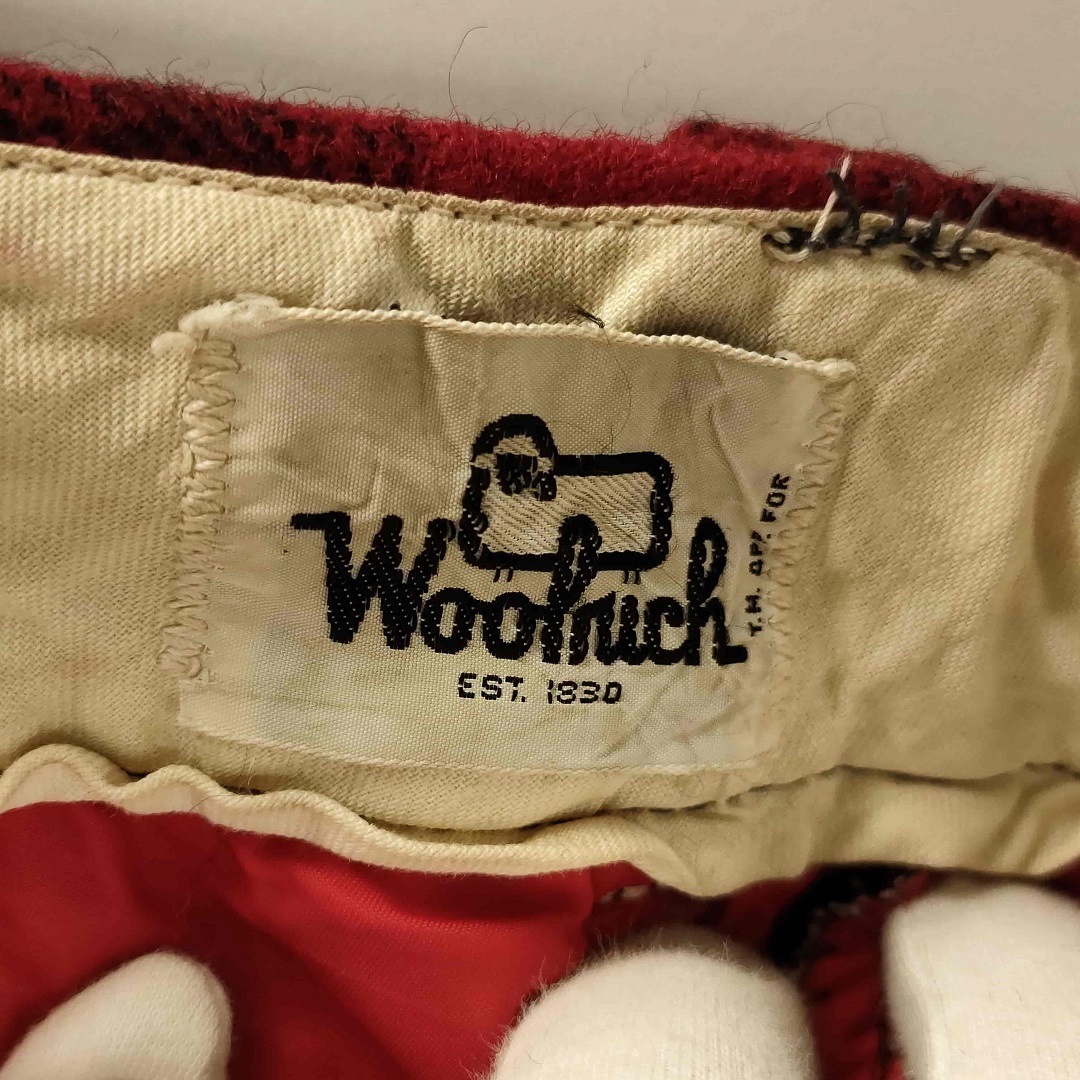 Woolrich
EST. 1830
T.M. APP. FOR